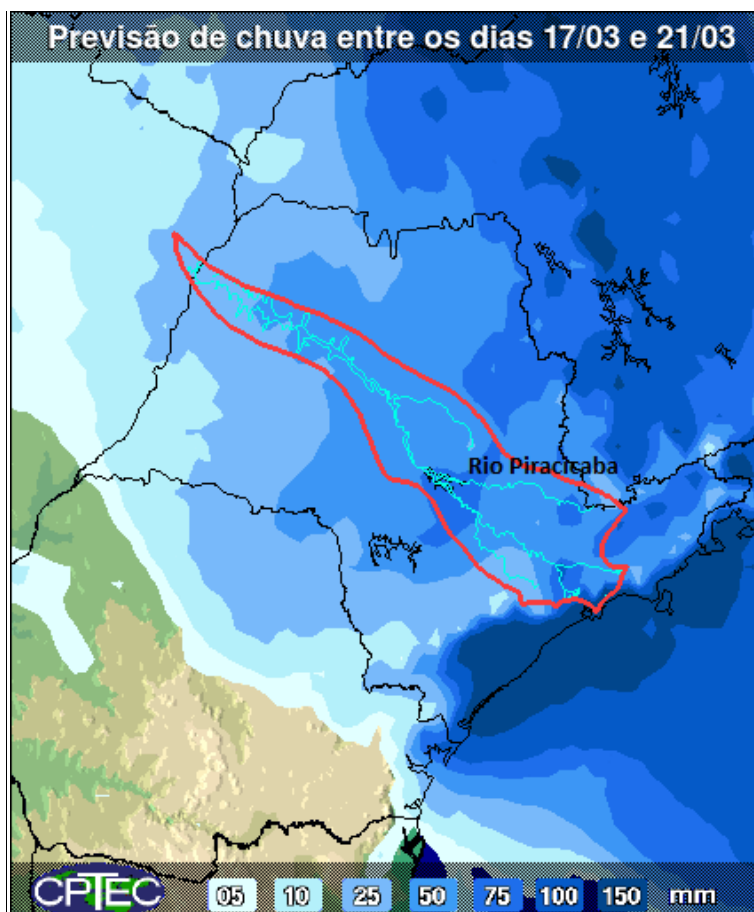 Previsão de chuva entre os dias 17/03 e 21/03
Rio Piracicaba
CPTEC 05 10 25 50 75 100 150 mm